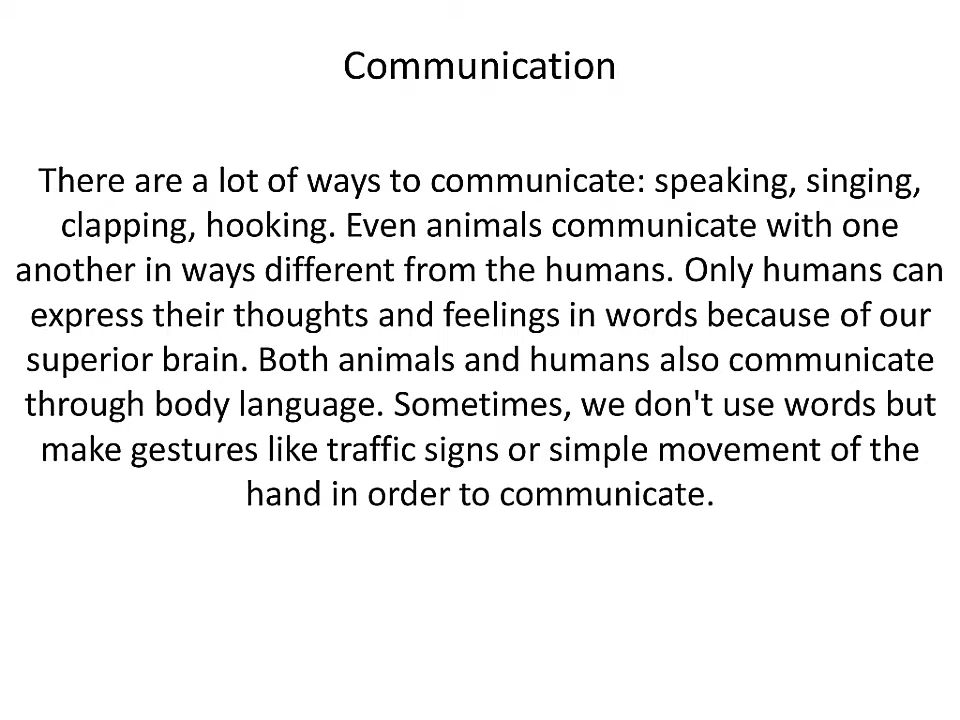 Communication
There are a lot of ways to communicate: speaking, singing,
clapping, hooking. Even animals communicate with one
another in ways different from the humans. Only humans can
express their thoughts and feelings in words because of our
superior brain. Both animals and humans also communicate
through body language. Sometimes, we don't use words but
make gestures like traffic signs or simple movement of the
hand in order to communicate.